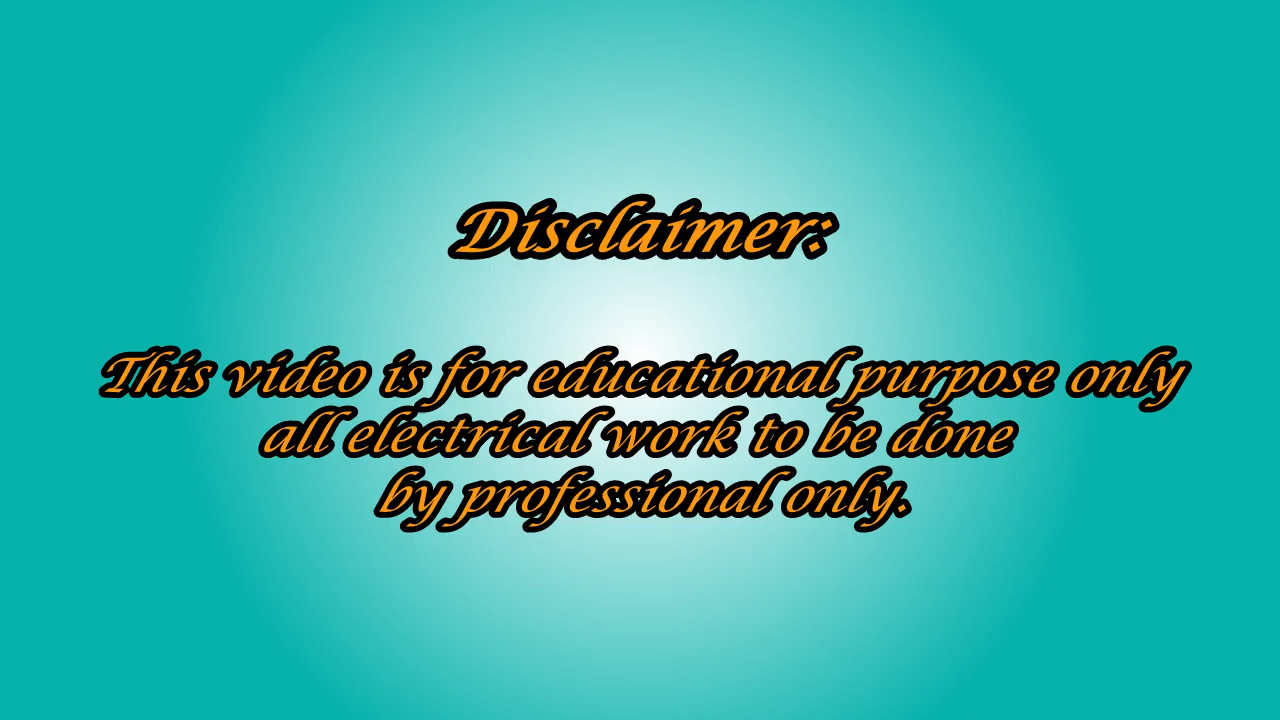 Disclaimer:
This video is for educational purpose only
all electrical work to be done
by professional only.